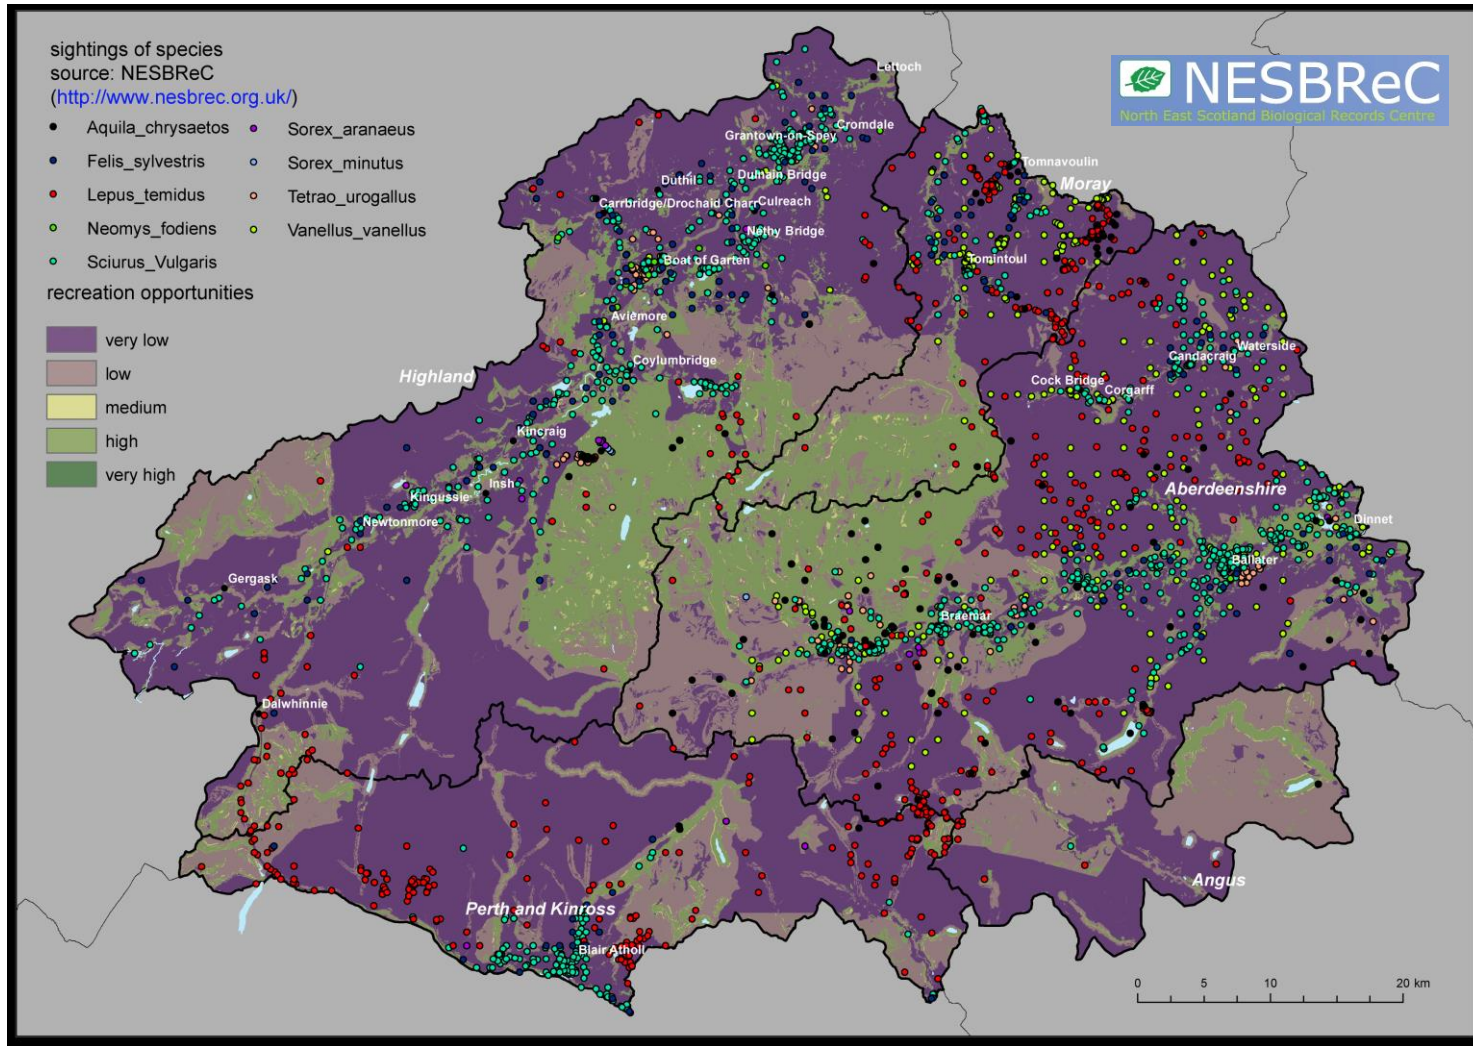 sightings of species
source: NESBReC
(http://www.nesbrec.org.uk/)
Aquila_chrysaetos
Sorex_aranaeus
Felis_sylvestris
Sorex_minutus
Lepus_temidus
Tetrao_urogallus
Neomys_fodiens
Vanellus_vanellus
Sciurus_Vulgaris
recreation opportunities
very low
low
medium
high
very high
NESBReC
North East Scotland Biological Records Centre
Lettoch
Cromdale
Grantown-on-Spey
Tomnavoulin
Dulnain Bridge
Duthil
Moray
Carrbridge/Drochaid Charr
Culreach
Nethy Bridge
Boat of Garten
Tomintoul
Aviemore
Waterside
Candacraig
Coylumbridge
Highland
Cock Bridge
Corgarff
Kincraig
Insh
Aberdeenshire
Kingussie
Newtonmore
Dinnet
Ballater
Gergask
Braemar
Dalwhinnie
Angus
Perth and Kinross
Blair Atholl
0 5 10 20 km